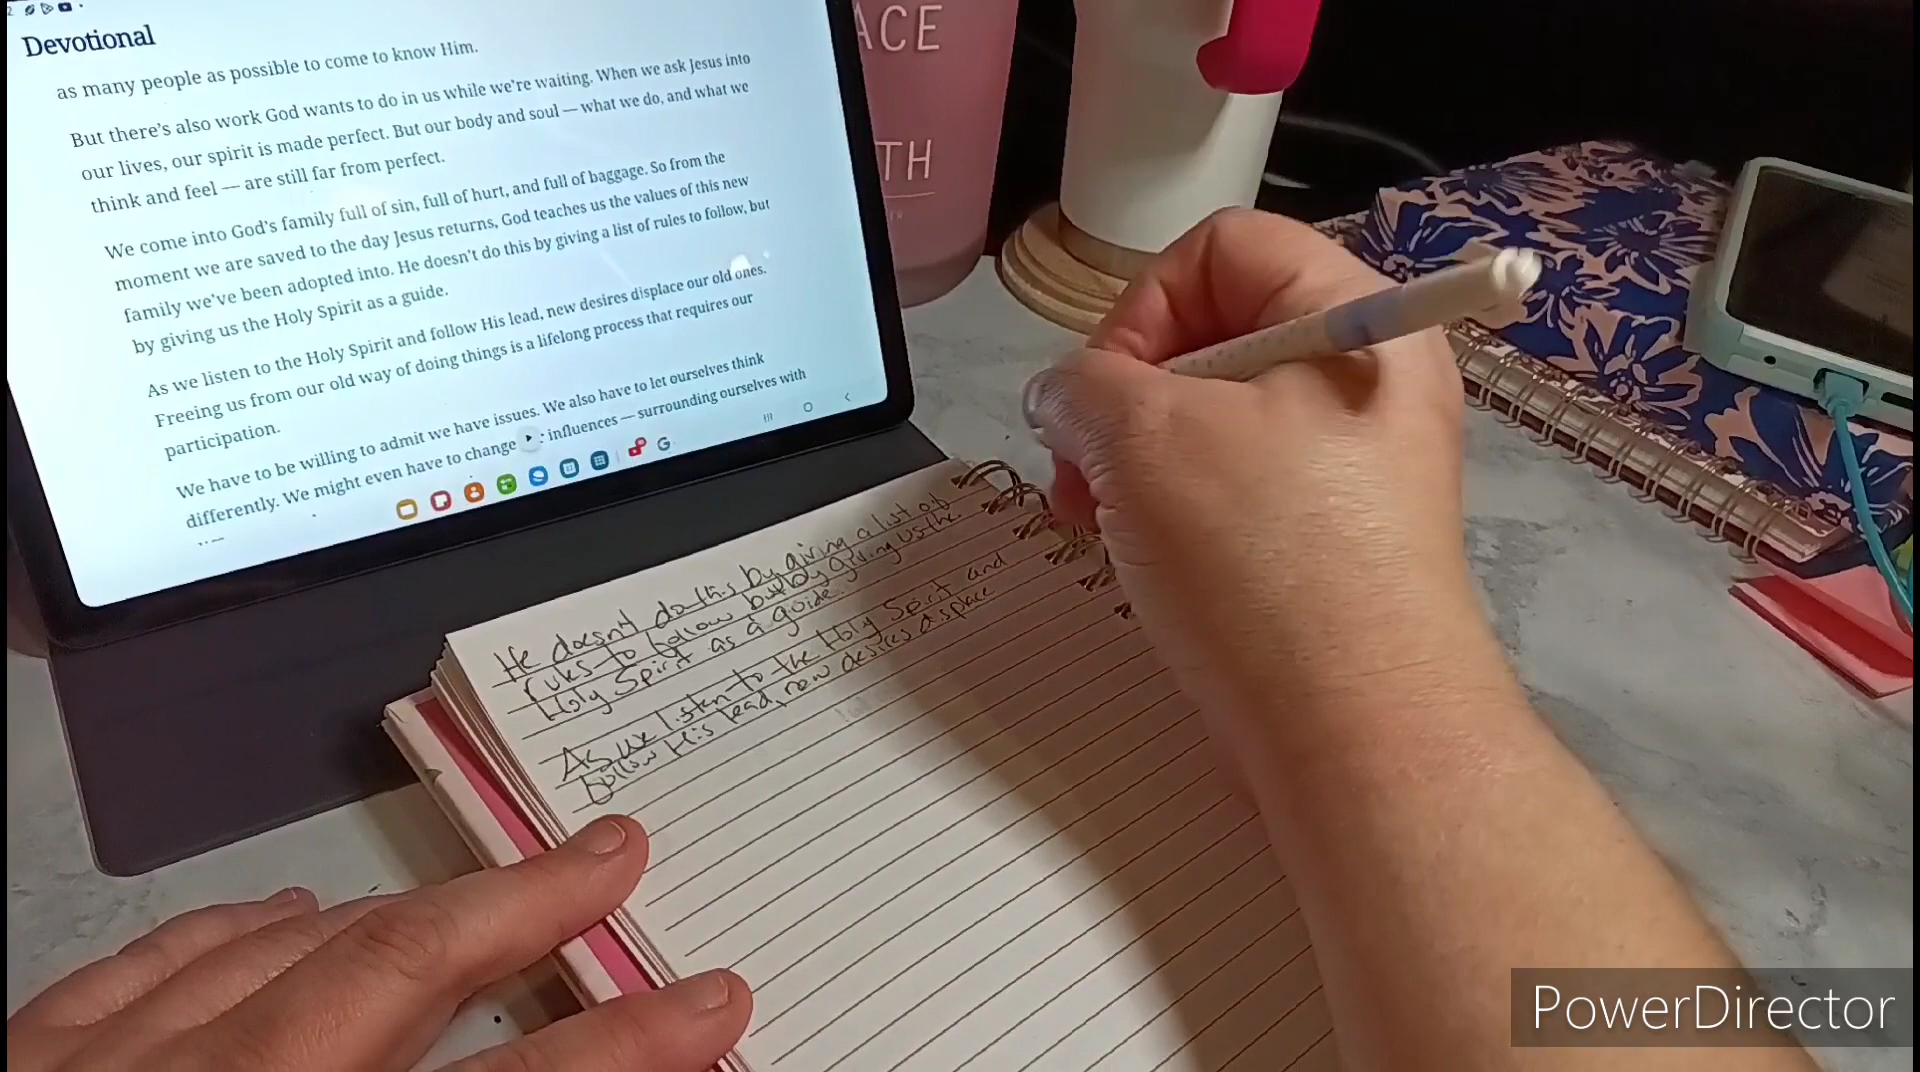 Devotional
as many people as possible to come to know Him.
But there's also work God wants to do in us while we're waiting. When we ask Jesus into
our lives, our spirit is made perfect. But our body and soul — what we do, and what we
think and feel — are still far from perfect.
We come into God's family full of sin, full of hurt, and full of baggage. So from the
moment we are saved to the day Jesus returns, God teaches us the values of this new
family we've been adopted into. He doesn't do this by giving a list of rules to follow, but
by giving us the Holy Spirit as a guide.
As we listen to the Holy Spirit and follow His lead, new desires displace our old ones.
Freeing us from our old way of doing things is a lifelong process that requires our
participation.
We have to be willing to admit we have issues. We also have to let ourselves think
differently. We might even have to change influences — surrounding ourselves with
ACE
TH
He doesn't do this by giving a list of
rules to follow but by giving us the
Holy Spirit as a guide.
As we listen to the Holy Spirit and
follow His lead, new desires displace
PowerDirector